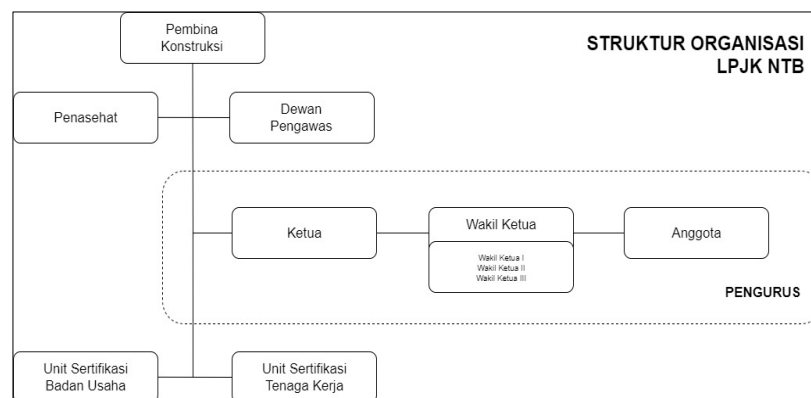 STRUKTUR ORGANISASI
LPJK NTB
Pembina
Konstruksi
Penasehat
Dewan
Pengawas
Ketua
Wakil Ketua
Wakil Ketua I
Wakil Ketua II
Wakil Ketua III
Anggota
PENGURUS
Unit Sertifikasi
Badan Usaha
Unit Sertifikasi
Tenaga Kerja